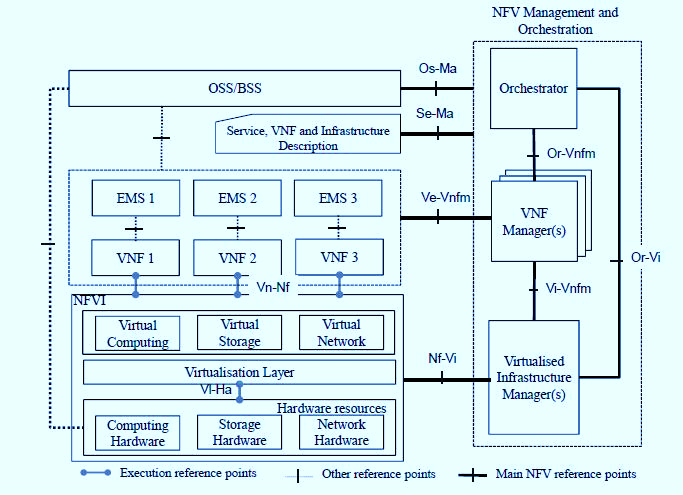 NFV Management and
Orchestration
Os-Ma
OSS/BSS
Orchestrator
Se-Ma
Service, VNF and Infrastructure
Description
Or-Vnfm
EMS 1
EMS 2
EMS 3
Ve-Vnfm
VNF
Manager(s)
VNF 1
VNF 2
VNF 3
Or-Vi
Vn-Nf
Vi-Vnfm
NFVI
Virtual
Computing
Virtual
Storage
Virtual
Network
Nf-Vi
Virtualised
Infrastructure
Manager(s)
Virtualisation Layer
Vl-Ha
Hardware resources
Computing
Hardware
Storage
Hardware
Network
Hardware
Execution reference points
Other reference points
Main NFV reference points